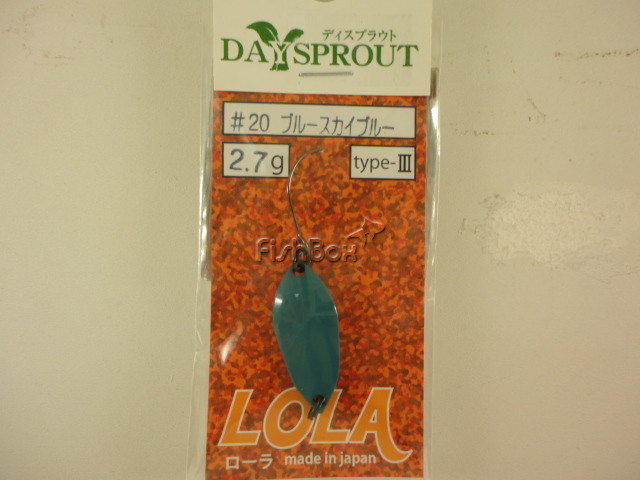 ディスプラウト
DAYSPROUT
#20 ブルースカイブルー
2.7g
type-Ⅲ
FishBox
LOLA
ローラ made in japan